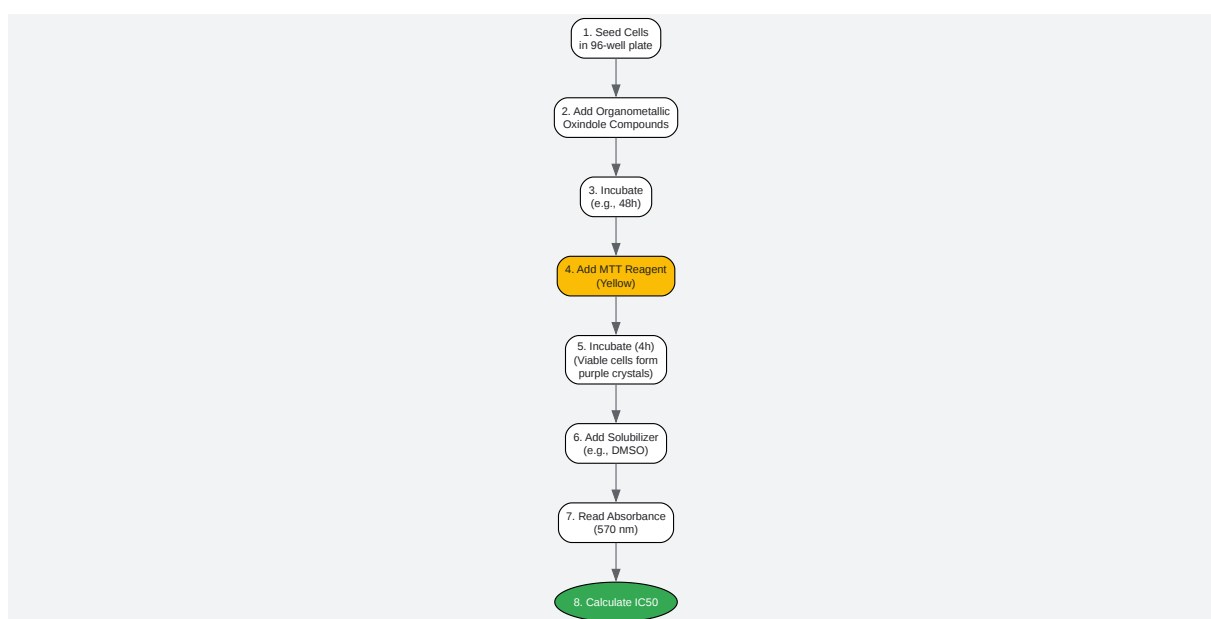 1. Seed Cells
in 96-well plate
2. Add Organometallic
Oxindole Compounds
3. Incubate
(e.g., 48h)
4. Add MTT Reagent
(Yellow)
5. Incubate (4h)
(Viable cells form
purple crystals)
6. Add Solubilizer
(e.g., DMSO)
7. Read Absorbance
(570 nm)
8. Calculate IC50